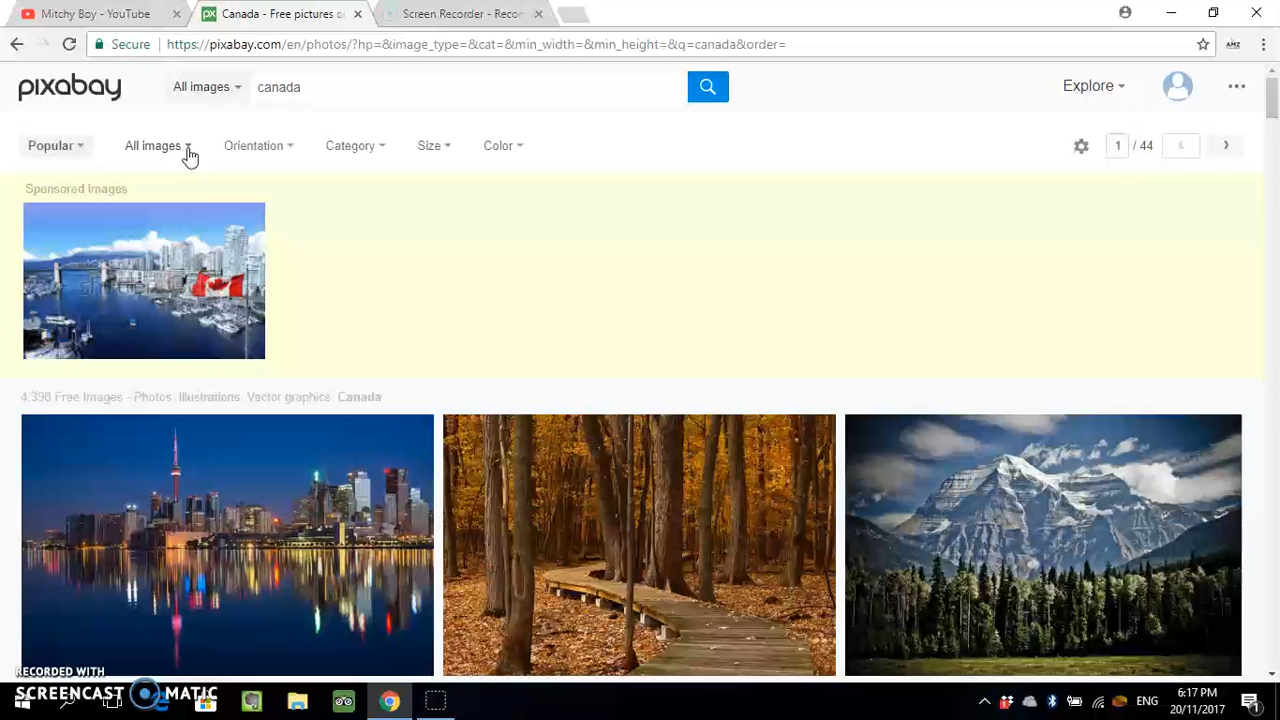 Mitchy Boy - YouTube
Canada - Free pictures o
Screen Recorder - Reco
Secure
https://pixabay.com/en/photos/?hp=&image_type=&cat=&min_width=&min_height=&q=canada&order=
AMZ
pixabay
All images
canada
Explore
Popular
All images
Orientation
Category
Size
Color
1 / 44
Sponsored Images
4.398 Free Images - Photos Illustrations Vector graphics Canada
RECORDED WITH
SCREENCAST MATIC
ENG
6:17 PM
20/11/2017
1